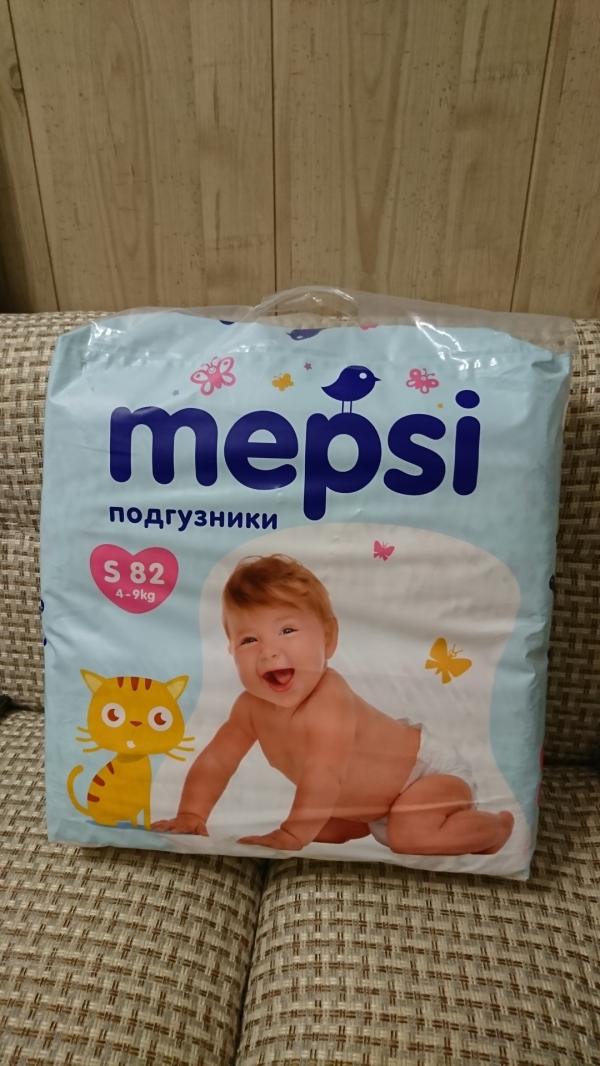 mepsi
подгузники
S 82
4-9kg